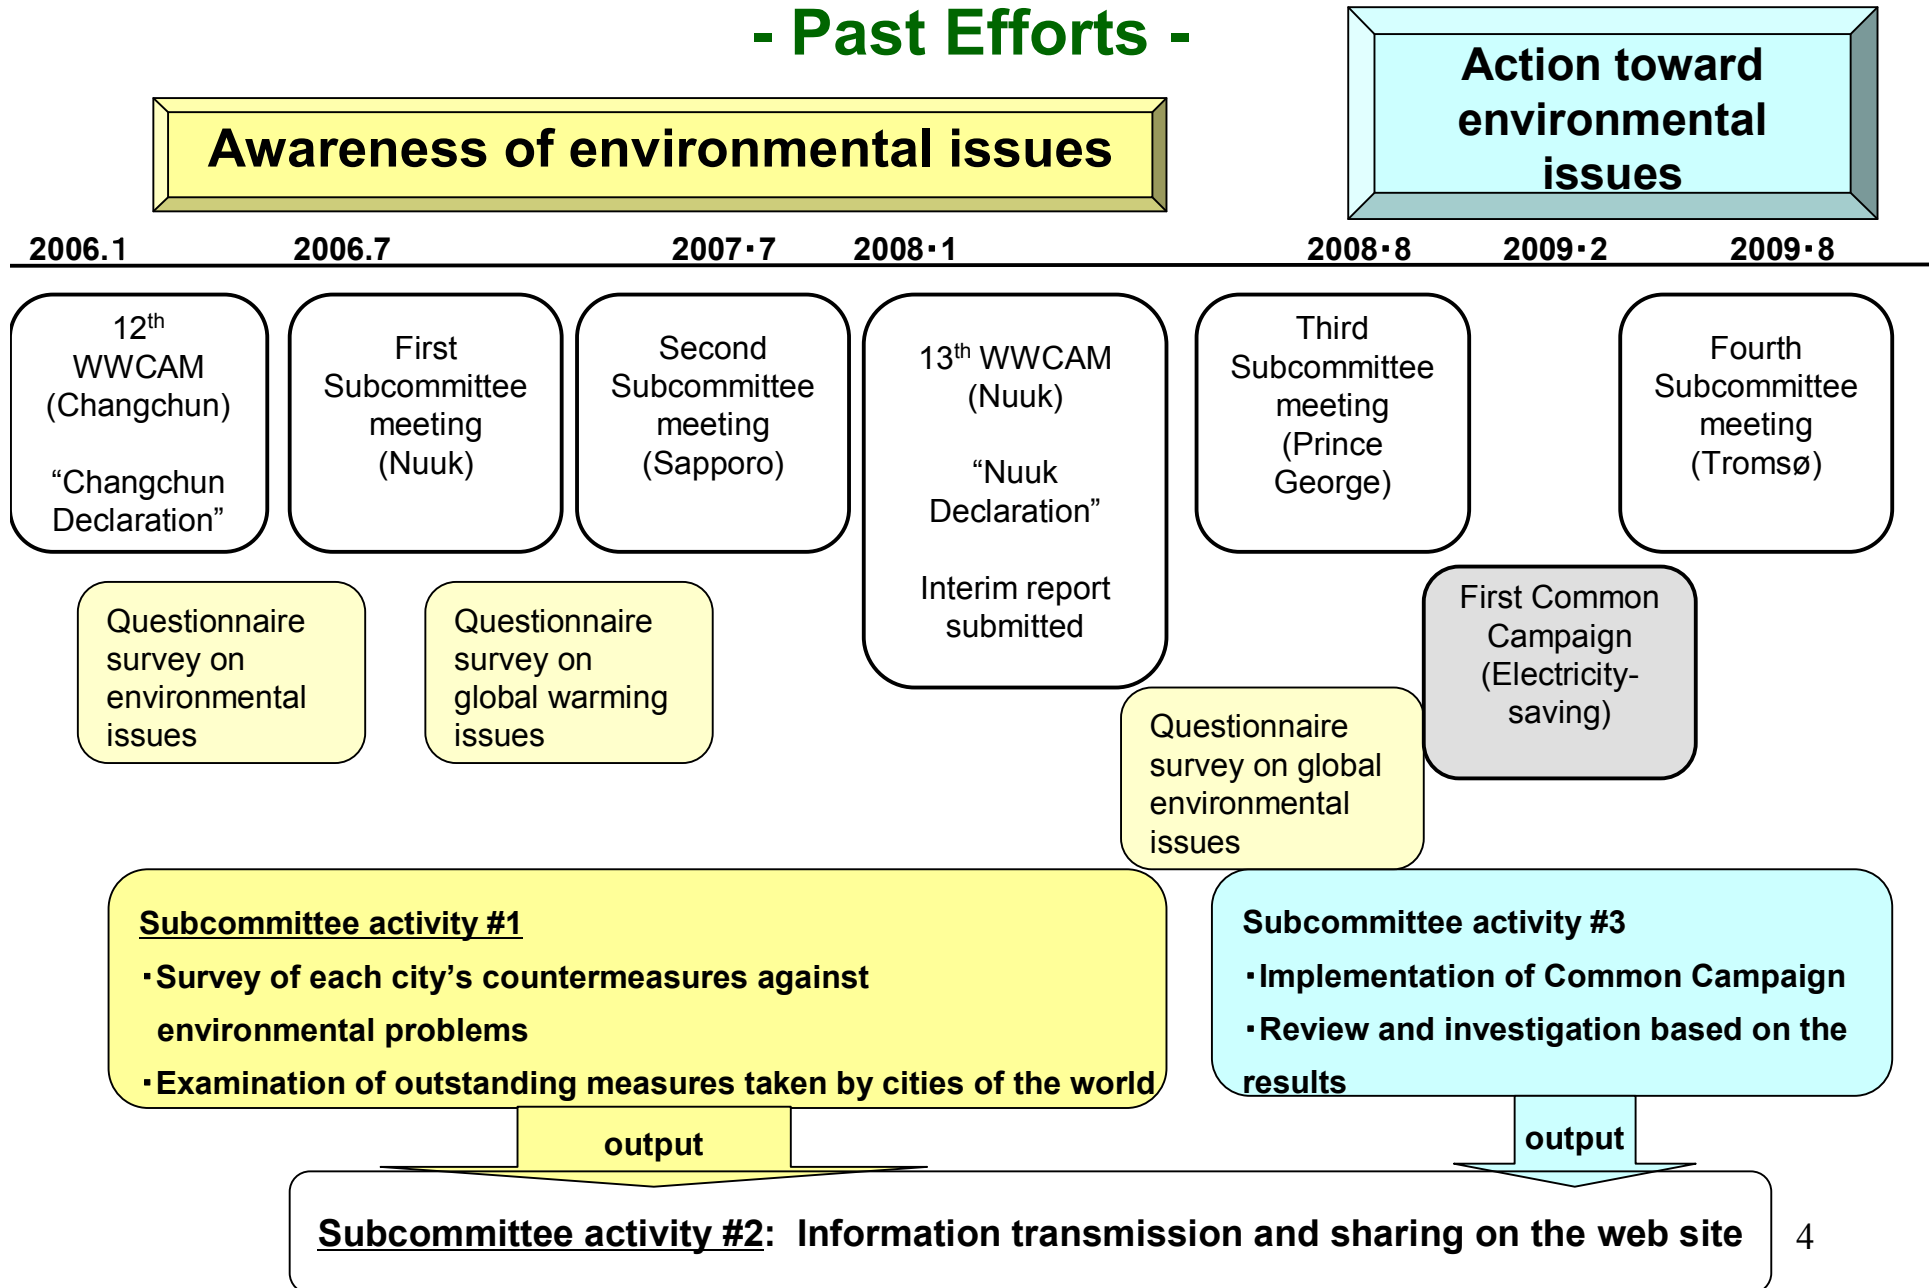 - Past Efforts -
Awareness of environmental issues
Action toward
environmental
issues
2006.1 2006.7 2007・7 2008・1 2008・8 2009・2 2009・8
12th
WWCAM
(Changchun)
“Changchun
Declaration”
First
Subcommittee
meeting
(Nuuk)
Second
Subcommittee
meeting
(Sapporo)
13th WWCAM
(Nuuk)
“Nuuk
Declaration”
Interim report
submitted
Third
Subcommittee
meeting
(Prince
George)
Fourth
Subcommittee
meeting
(Tromsø)
Questionnaire
survey on
environmental
issues
Questionnaire
survey on
global warming
issues
Questionnaire
survey on global
environmental
issues
First Common
Campaign
(Electricity-
saving)
Subcommittee activity #1
・Survey of each city’s countermeasures against
environmental problems
・Examination of outstanding measures taken by cities of the world
Subcommittee activity #3
・Implementation of Common Campaign
・Review and investigation based on the
results
output
output
Subcommittee activity #2: Information transmission and sharing on the web site
4